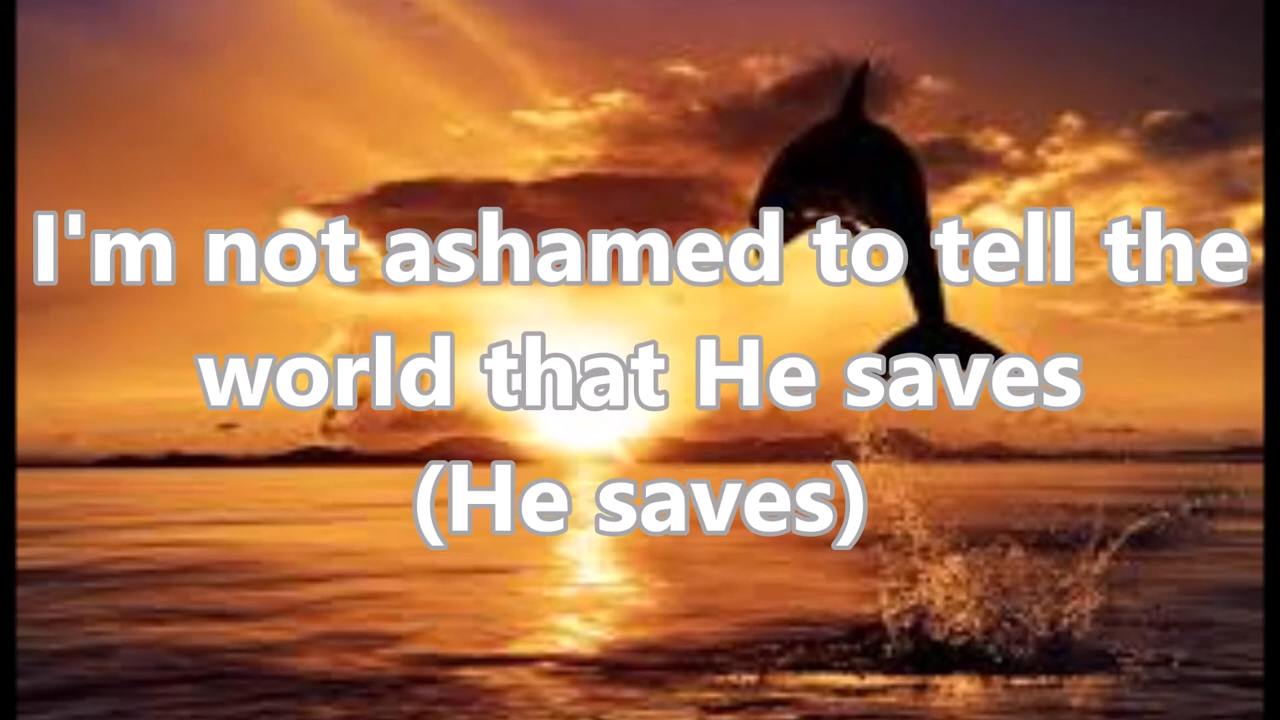 I'm not ashamed to tell the
world that He saves
(He saves)